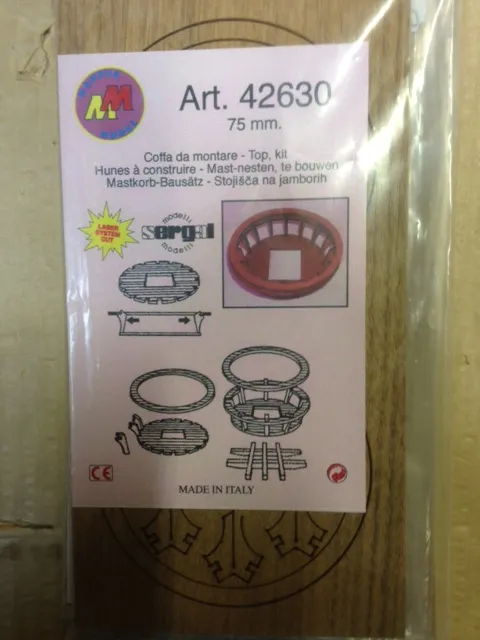 MM
Art. 42630
75 mm.
Coffa da montare - Top, kit
Hunes à construire - Mast-nesten, te bouwen
Mastkorb-Bausätz - Stojišča na jamborih
LASER
SYSTEM
CUT
modelli
sergal
modelli
CE
MADE IN ITALY